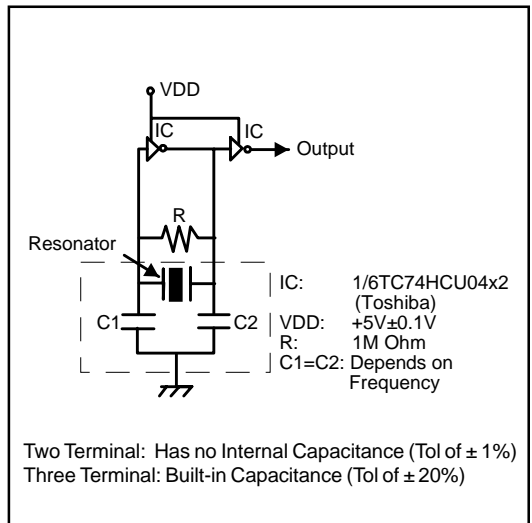 VDD
IC
IC
Output
R
Resonator
C1
C2
IC: 1/6TC74HCU04x2
(Toshiba)
VDD: +5V±0.1V
R: 1M Ohm
C1=C2: Depends on
Frequency
Two Terminal: Has no Internal Capacitance (Tol of ± 1%)
Three Terminal: Built-in Capacitance (Tol of ± 20%)